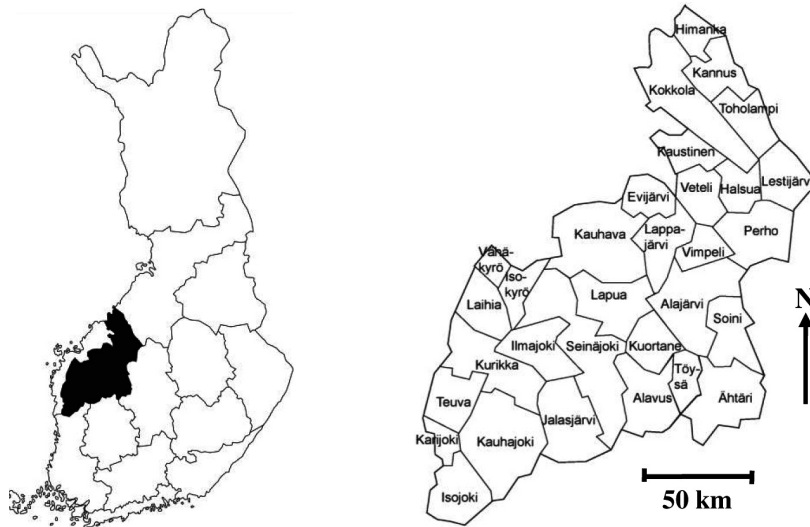 Himanka
Kannus
Kokkola
Toholampi
Kaustinen
Lestijärvi
Veteli
Halsua
Evijärvi
Perho
Lappa-
järvi
Kauhava
Vimpeli
Vähä-
kyrö
Iso-
kyrö
Laihia
Lapua
Alajärvi
N
Soini
Ilmajoki
Seinäjoki
Kuortane
Kurikka
Töy-
sä
Teuva
Alavus
Ähtäri
Jalasjärvi
Karijoki
Kauhajoki
Isojoki
50 km